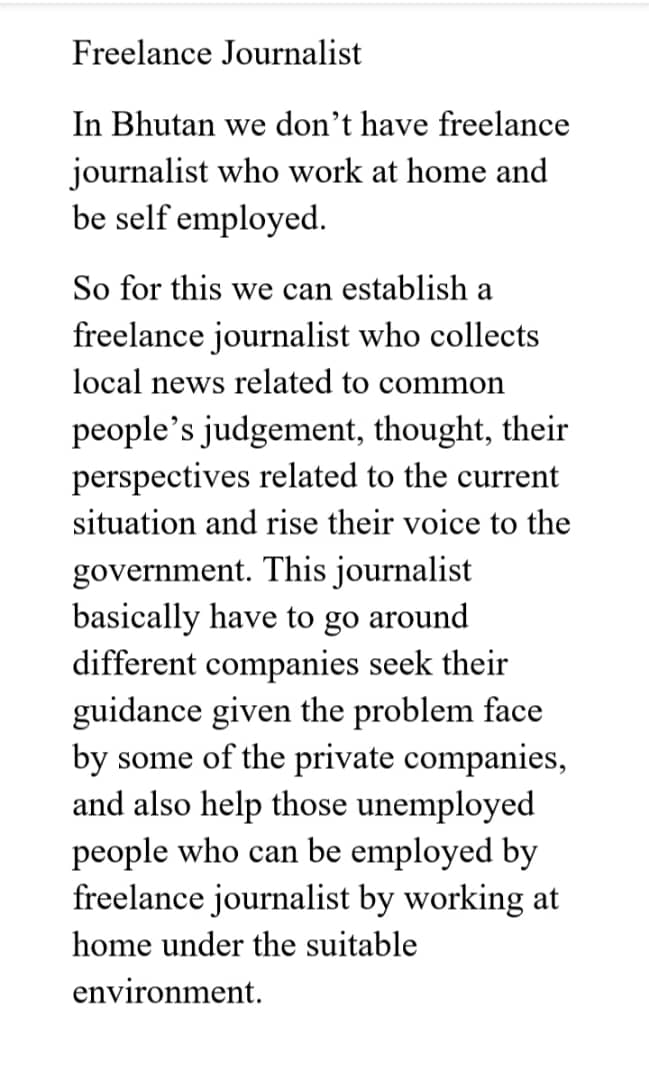 Freelance Journalist
In Bhutan we don’t have freelance
journalist who work at home and
be self employed.
So for this we can establish a
freelance journalist who collects
local news related to common
people’s judgement, thought, their
perspectives related to the current
situation and rise their voice to the
government. This journalist
basically have to go around
different companies seek their
guidance given the problem face
by some of the private companies,
and also help those unemployed
people who can be employed by
freelance journalist by working at
home under the suitable
environment.